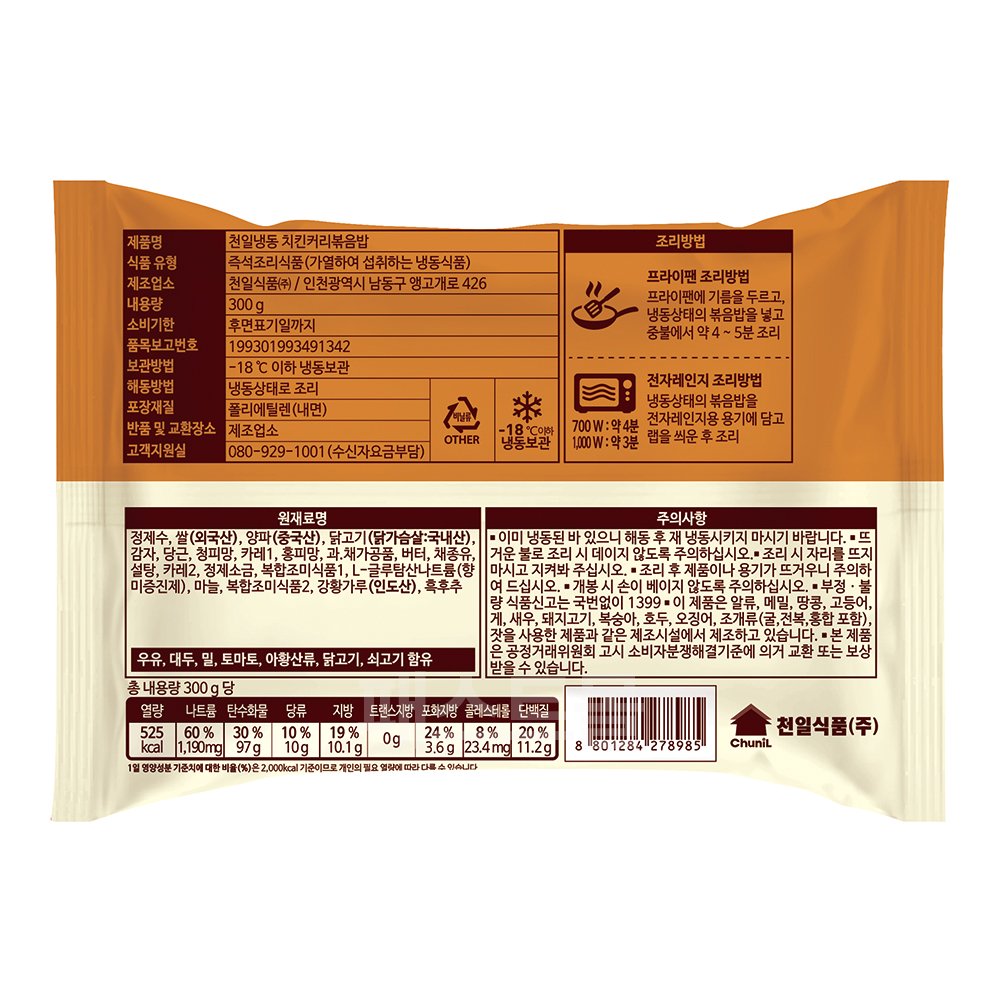 제품명 천일냉동 치킨커리볶음밥
식품 유형 즉석조리식품(가열하여 섭취하는 냉동식품)
제조업소 천일식품㈜ / 인천광역시 남동구 앵고개로 426
내용량 300 g
소비기한 후면표기일까지
품목보고번호 199301993491342
보관방법 -18 ℃ 이하 냉동보관
해동방법 냉동상태로 조리
포장재질 폴리에틸렌(내면)
반품 및 교환장소 제조업소
고객지원실 080-929-1001(수신자요금부담)
비닐류
OTHER
-18 ℃이하
냉동보관
조리방법
프라이팬 조리방법
프라이팬에 기름을 두르고,
냉동상태의 볶음밥을 넣고
중불에서 약 4 ~ 5분 조리
전자레인지 조리방법
냉동상태의 볶음밥을
전자레인지용 용기에 담고
랩을 씌운 후 조리
700 W : 약 4분
1,000 W : 약 3분
원재료명
정제수, 쌀(외국산), 양파(중국산), 닭고기(닭가슴살:국내산),
감자, 당근, 청피망, 카레1, 홍피망, 과.채가공품, 버터, 채종유,
설탕, 카레2, 정제소금, 복합조미식품1, L-글루탐산나트륨(향
미증진제), 마늘, 복합조미식품2, 강황가루(인도산), 흑후추
우유, 대두, 밀, 토마토, 아황산류, 닭고기, 쇠고기 함유
주의사항
▪ 이미 냉동된 바 있으니 해동 후 재 냉동시키지 마시기 바랍니다. ▪ 뜨
거운 불로 조리 시 데이지 않도록 주의하십시오. ▪ 조리 시 자리를 뜨지
마시고 지켜봐 주십시오. ▪ 조리 후 제품이나 용기가 뜨거우니 주의하
여 드십시오. ▪ 개봉 시 손이 베이지 않도록 주의하십시오. ▪ 부정·불
량 식품신고는 국번없이 1399 ▪ 이 제품은 알류, 메밀, 땅콩, 고등어,
게, 새우, 돼지고기, 복숭아, 호두, 오징어, 조개류(굴,전복,홍합 포함),
잣을 사용한 제품과 같은 제조시설에서 제조하고 있습니다. ▪ 본 제품
은 공정거래위원회 고시 소비자분쟁해결기준에 의거 교환 또는 보상
받을 수 있습니다.
총 내용량 300 g 당
열량 나트륨 탄수화물 당류 지방 트랜스지방 포화지방 콜레스테롤 단백질
525 60 % 30 % 10 % 19 % 0g 24 % 8 % 20 %
kcal 1,190mg 97g 10g 10.1g 3.6g 23.4mg 11.2g
1일 영양성분 기준치에 대한 비율(%)은 2,000kcal 기준이므로 개인의 필요 열량에 따라 다를 수 있습니다
8 801284 278985
ChuniL
천일식품(주)